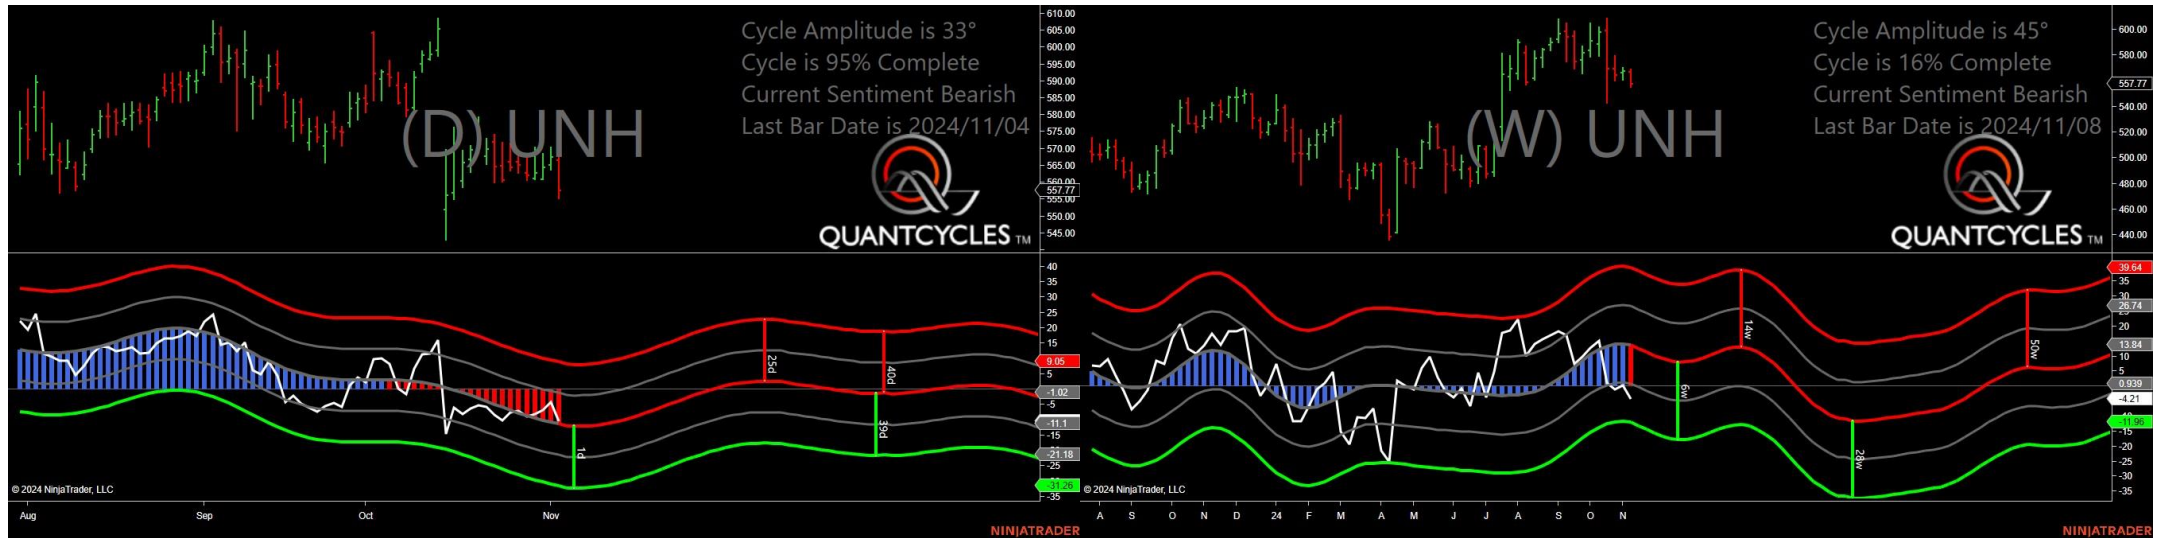 Cycle Amplitude is 33°
Cycle is 95% Complete
Current Sentiment Bearish
Last Bar Date is 2024/11/04
(D) UNH
QUANTCYCLES TM
610.00
605.00
600.00
595.00
590.00
585.00
580.00
575.00
570.00
565.00
560.00
557.77
555.00
550.00
545.00
40
35
30
25
20
15
9.05
5
-1.02
-5
-11.1
-15
-21.18
-25
-31.26
-35
1d
25d
39d
40d
© 2024 NinjaTrader, LLC
Aug Sep Oct Nov
NINJATRADER
Cycle Amplitude is 45°
Cycle is 16% Complete
Current Sentiment Bearish
Last Bar Date is 2024/11/08
(W) UNH
QUANTCYCLES TM
600.00
580.00
557.77
540.00
520.00
500.00
480.00
460.00
440.00
39.64
35
26.74
20
13.84
10
5
0.939
-4.21
-11.96
-15
-20
-25
-30
-35
6w
14w
28w
50w
© 2024 NinjaTrader, LLC
A S O N D 24 F M A M J J A S O N
NINJATRADER